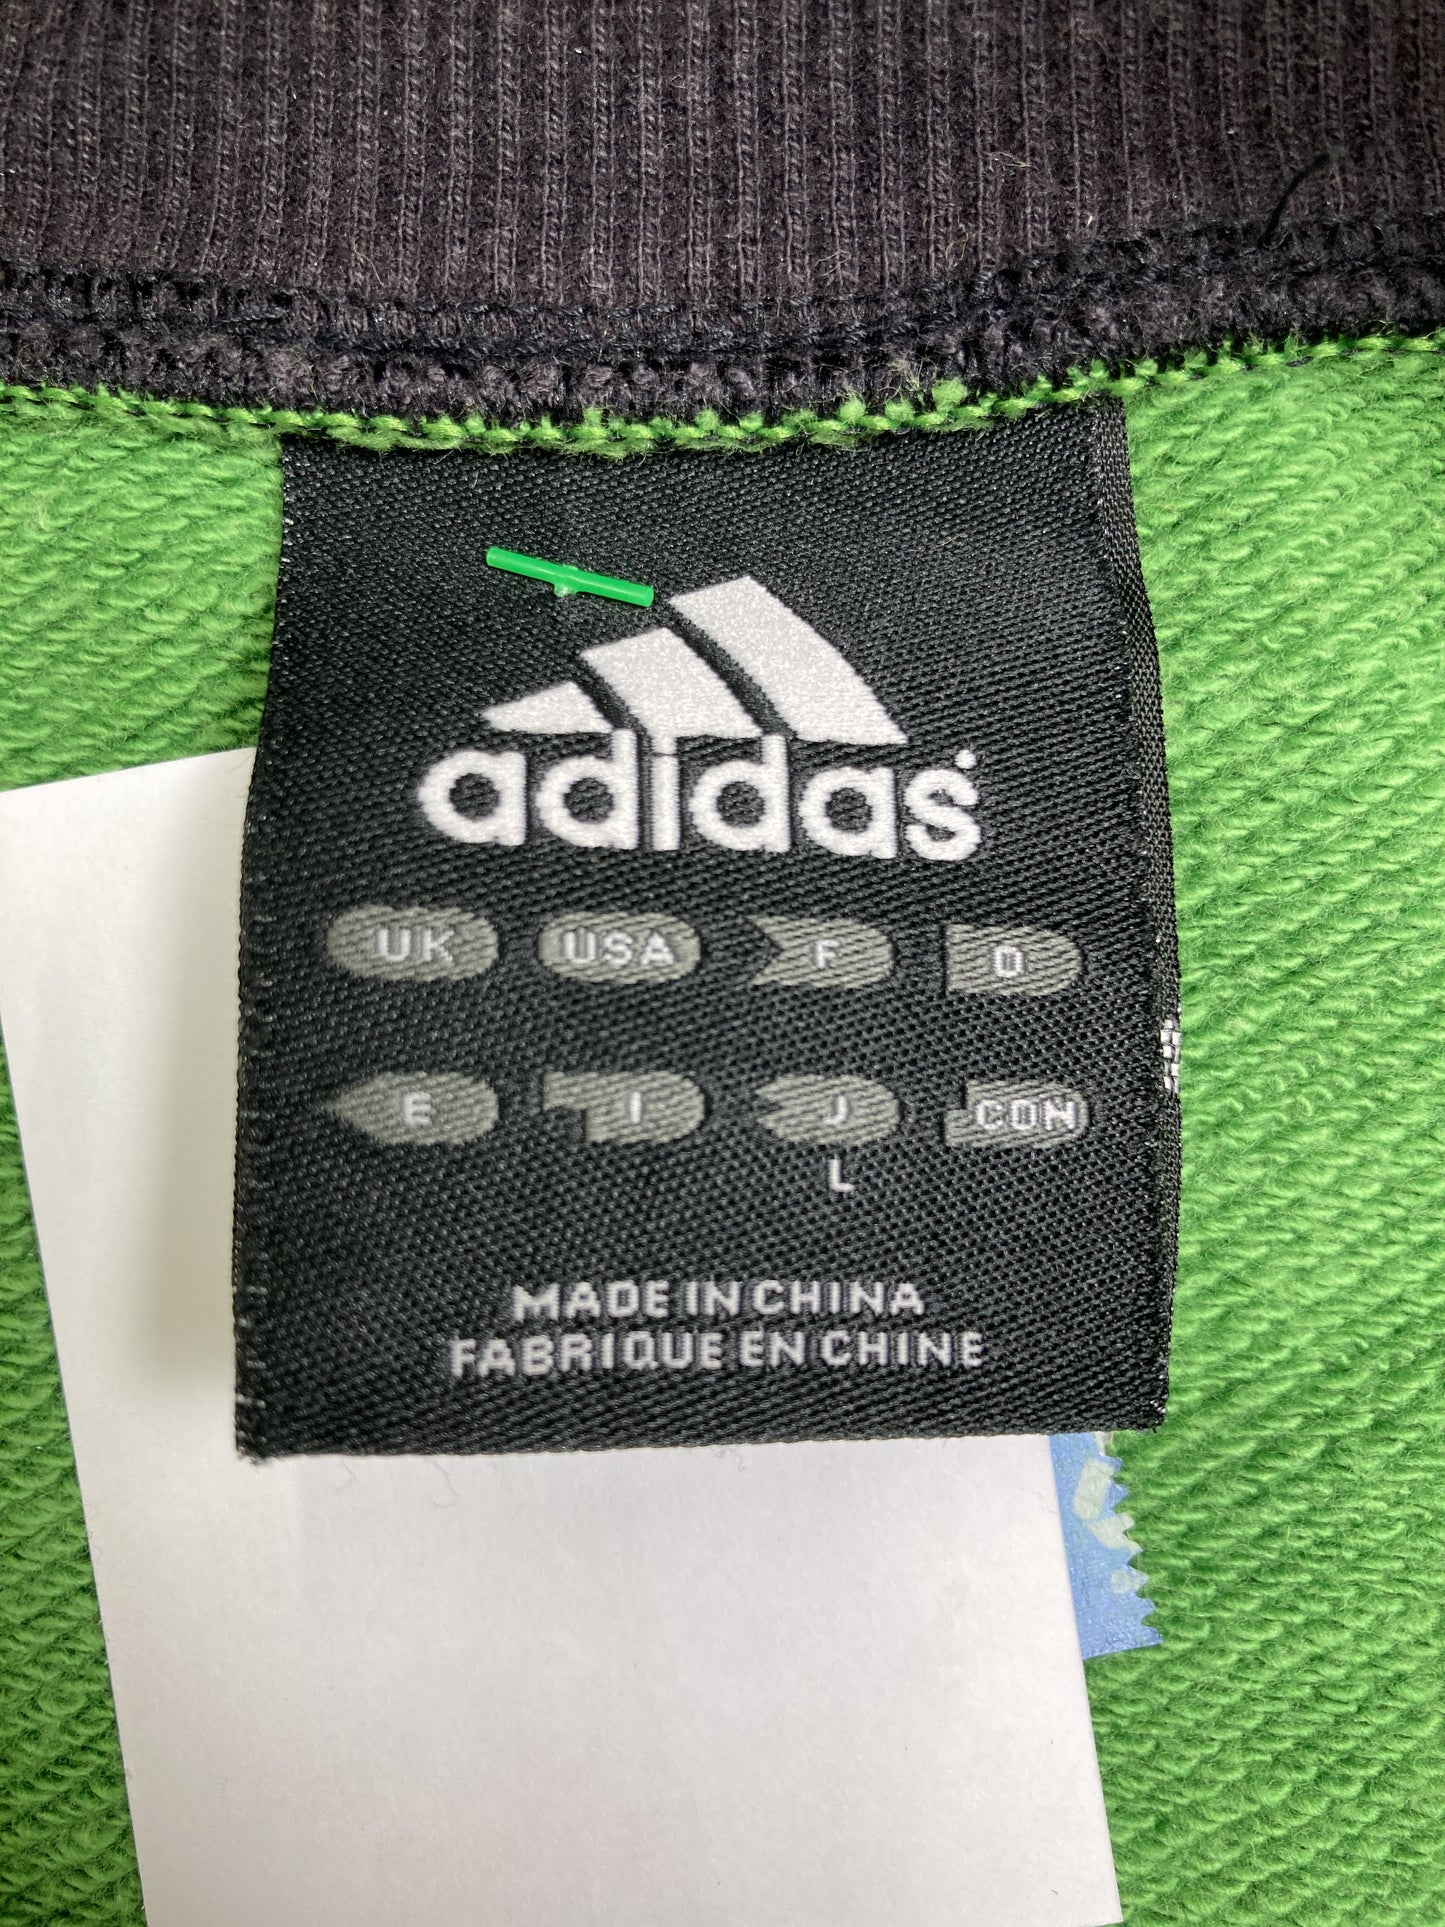 adidas
UK USA F D
E I J CON
L
MADE IN CHINA
FABRIQUE EN CHINE